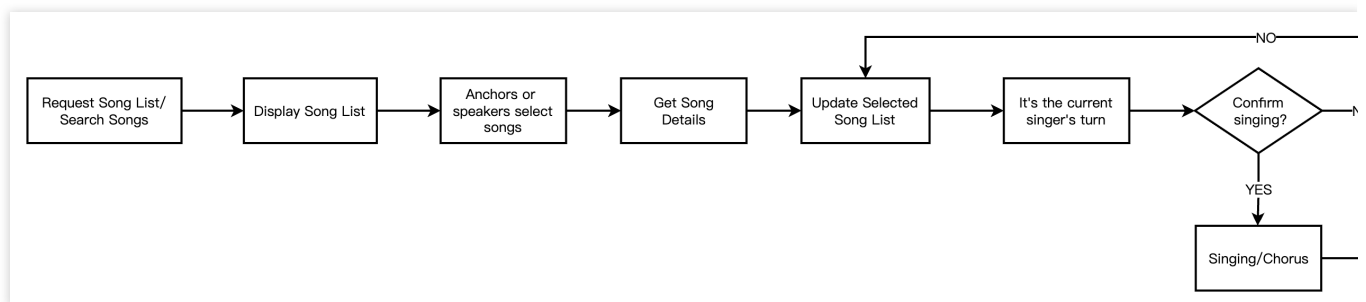 NO
Request Song List/
Search Songs
Display Song List
Anchors or
speakers select
songs
Get Song
Details
Update Selected
Song List
It's the current
singer's turn
Confirm
singing?
YES
Singing/Chorus